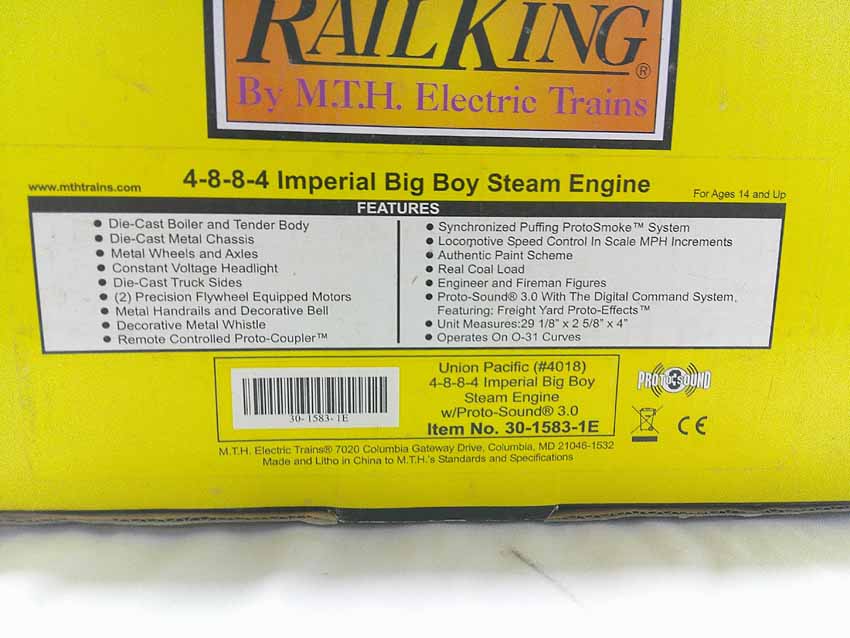 RAILKING®
By M.T.H. Electric Trains
www.mthtrains.com
4-8-8-4 Imperial Big Boy Steam Engine
For Ages 14 and Up
FEATURES
• Die-Cast Boiler and Tender Body
• Die-Cast Metal Chassis
• Metal Wheels and Axles
• Constant Voltage Headlight
• Die-Cast Truck Sides
• (2) Precision Flywheel Equipped Motors
• Metal Handrails and Decorative Bell
• Decorative Metal Whistle
• Remote Controlled Proto-Coupler™
• Synchronized Puffing ProtoSmoke™ System
• Locomotive Speed Control In Scale MPH Increments
• Authentic Paint Scheme
• Real Coal Load
• Engineer and Fireman Figures
• Proto-Sound® 3.0 With The Digital Command System,
Featuring: Freight Yard Proto-Effects™
• Unit Measures:29 1/8" x 2 5/8" x 4"
• Operates On O-31 Curves
30-1583-1E
Union Pacific (#4018)
4-8-8-4 Imperial Big Boy
Steam Engine
w/Proto-Sound® 3.0
Item No. 30-1583-1E
PROTO 3 SOUND
CE
M.T.H. Electric Trains® 7020 Columbia Gateway Drive, Columbia, MD 21046-1532
Made and Litho in China to M.T.H.'s Standards and Specifications